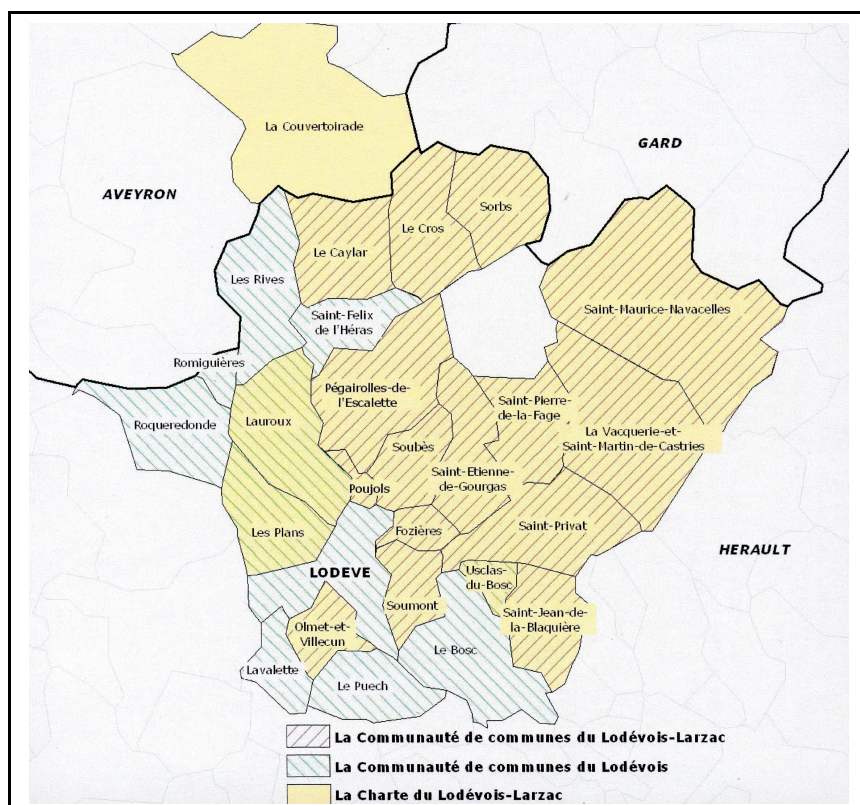 La Couvertoirade
GARD
AVEYRON
Sorbs
Le Cros
Le Caylar
Les Rives
Saint-Maurice-Navacelles
Saint-Felix
de l'Héras
Romiguières
Pégairolles-de-
l'Escalette
Saint-Pierre-
de-la-Fage
Lauroux
Roqueredonde
La Vacquerie-et-
Saint-Martin-de-Castries
Soubès
Saint-Etienne-
de-Gourgas
Poujols
Saint-Privat
Les Plans
Fozières
HERAULT
LODEVE
Usclas-
du-Bosc
Soumont
Saint-Jean-de-
la-Blaquière
Olmet-et-
Villecun
Le Bosc
Lavalette
Le Puech
La Communauté de communes du Lodévois-Larzac
La Communauté de communes du Lodévois
La Charte du Lodévois-Larzac